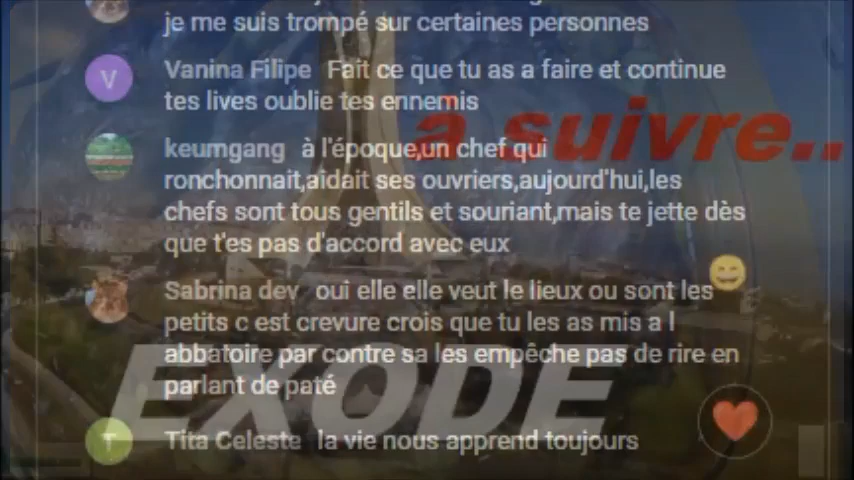 je me suis trompé sur certaines personnes
V
Vanina Filipe Fait ce que tu as a faire et continue
tes lives oublie tes ennemis
à suivre..
keumgang à l'époque,un chef qui
ronchonnait,aidait ses ouvriers,aujourd'hui,les
chefs sont tous gentils et souriant,mais te jette dès
que t'es pas d'accord avec eux
Sabrina dev oui elle elle veut le lieux ou sont les
petits c est crevure crois que tu les as mis a l
abbatoire par contre sa les empêche pas de rire en
parlant de paté
EXODE
T
Tita Celeste la vie nous apprend toujours